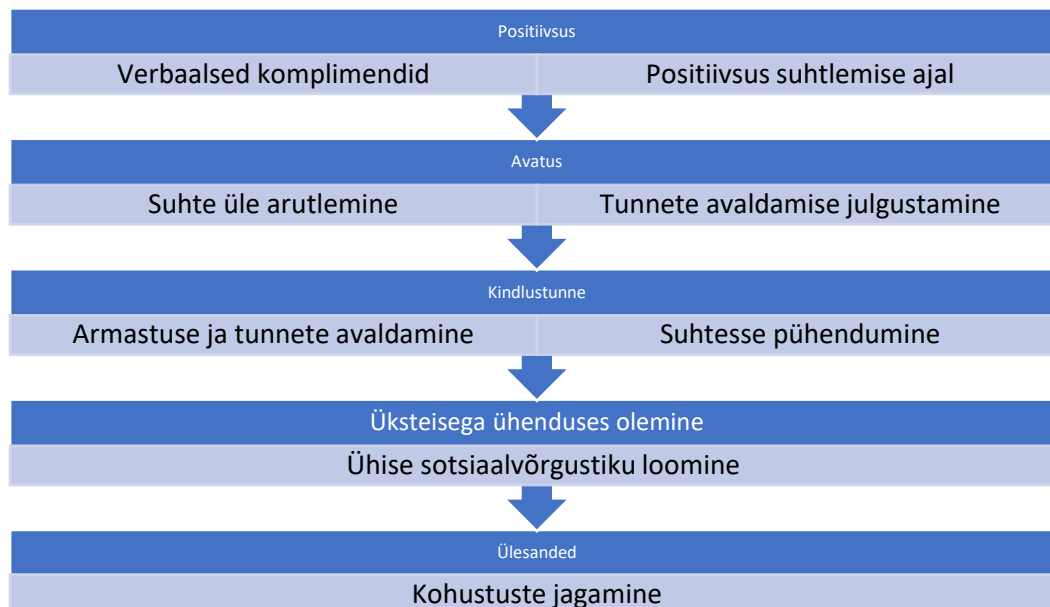 Positiivsus
Verbaalsed komplimendid
Positiivsus suhtlemise ajal
Avatus
Suhte üle arutlemine
Tunnete avaldamise julgustamine
Kindlustunne
Armastuse ja tunnete avaldamine
Suhtesse pühendumine
Üksteisega ühenduses olemine
Ühise sotsiaalvõrgustiku loomine
Ülesanded
Kohustuste jagamine